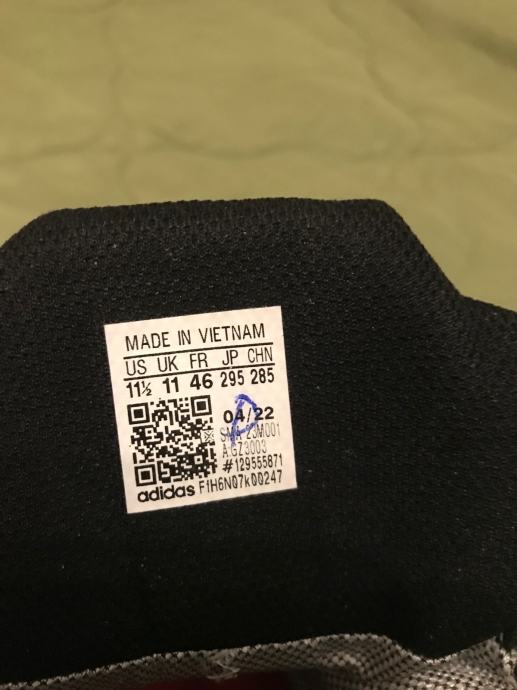 MADE IN VIETNAM
US UK FR JP CHN
11½ 11 46 295 285
04/22
23M001
#129555871
adidas F1H6N07k00247